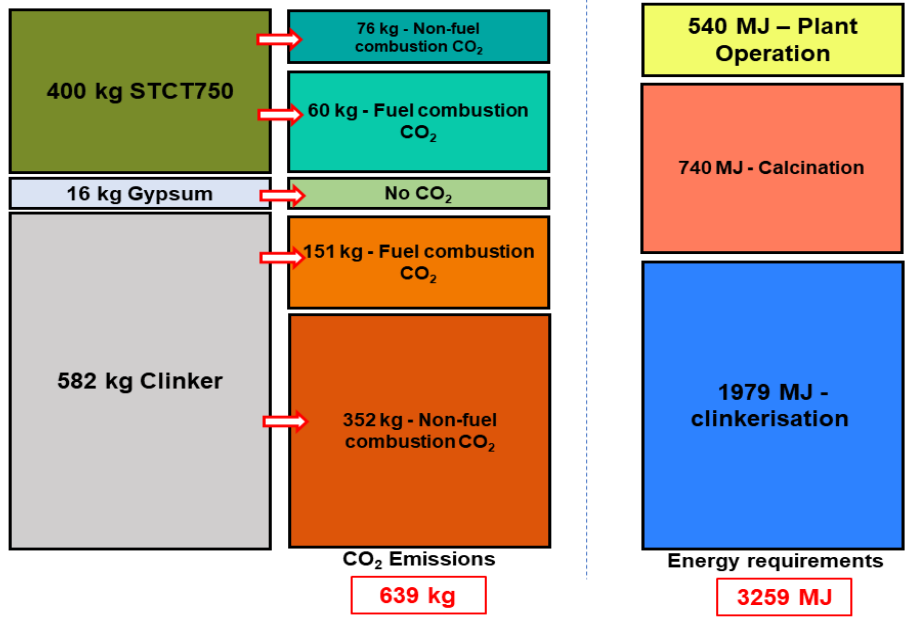 400 kg STCT750
16 kg Gypsum
582 kg Clinker
76 kg - Non-fuel
combustion CO₂
60 kg - Fuel combustion
CO₂
No CO₂
151 kg - Fuel combustion
CO₂
352 kg - Non-fuel
combustion CO₂
CO₂ Emissions
639 kg
540 MJ – Plant
Operation
740 MJ - Calcination
1979 MJ -
clinkerisation
Energy requirements
3259 MJ